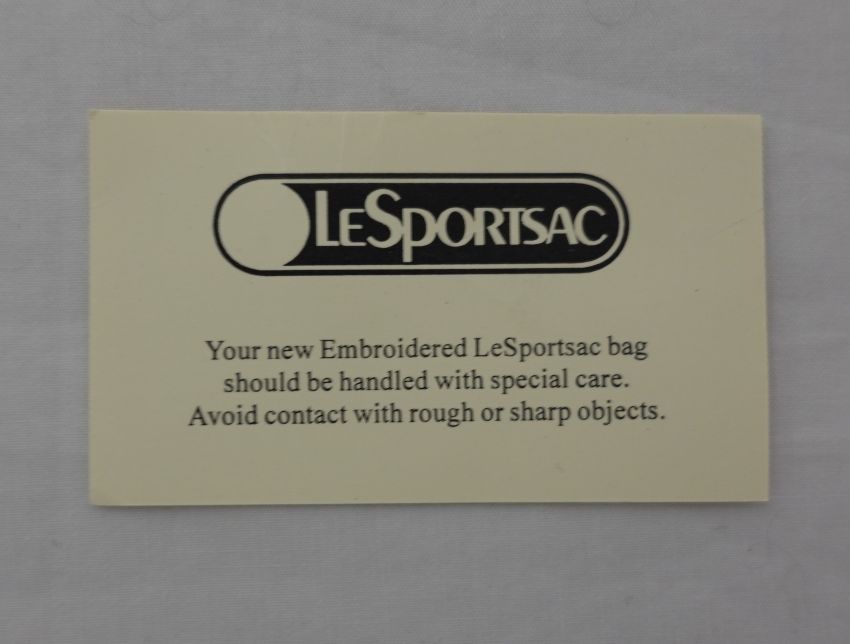 LeSportsac
Your new Embroidered LeSportsac bag
should be handled with special care.
Avoid contact with rough or sharp objects.